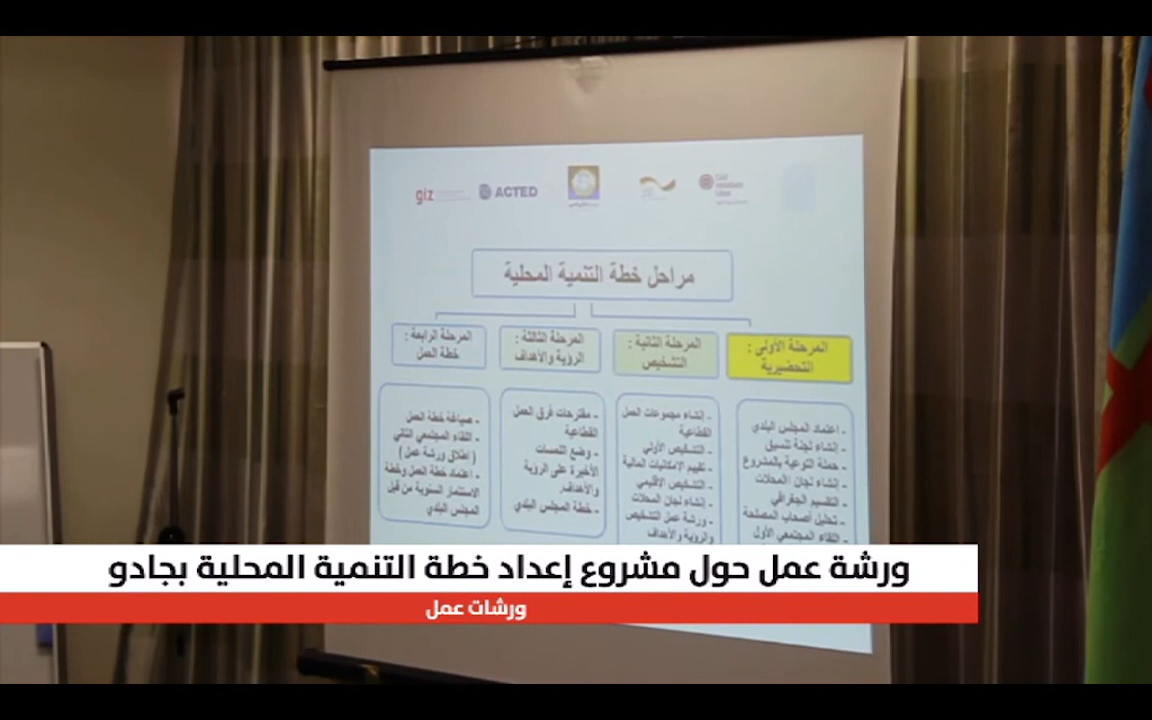 giz
ACTED
مراحل خطة التنمية المحلية
المرحلة الأولى :
التحضيرية
المرحلة الثانية :
التشخيص
المرحلة الثالثة :
الرؤية والأهداف
المرحلة الرابعة :
خطة العمل
- اعتماد المجلس البلدي
- إنشاء لجنة تنسيق
- حملة التوعية بالمشروع
- إنشاء لجان المحلات
- التقسيم الجغرافي
- تحليل أصحاب المصلحة
- اللقاء المجتمعي الأول
- إنشاء مجموعات العمل
القطاعية
- التشخيص الأولي
- تقييم الامكانيات المالية
- التشخيص الإقليمي
- إنشاء لجان المحلات
- ورشة عمل التشخيص
والرؤية والأهداف
- مقترحات فرق العمل
القطاعية
- وضع اللمسات
الأخيرة على الرؤية
والأهداف.
- خطة المجلس البلدي
- صياغة خطة العمل
- اللقاء المجتمعي الثاني
( اطلاق ورشة عمل )
- اعتماد خطة العمل وخطة
الاستثمار السنوية من قبل
المجلس البلدي
ورشة عمل حول مشروع إعداد خطة التنمية المحلية بجادو
ورشات عمل